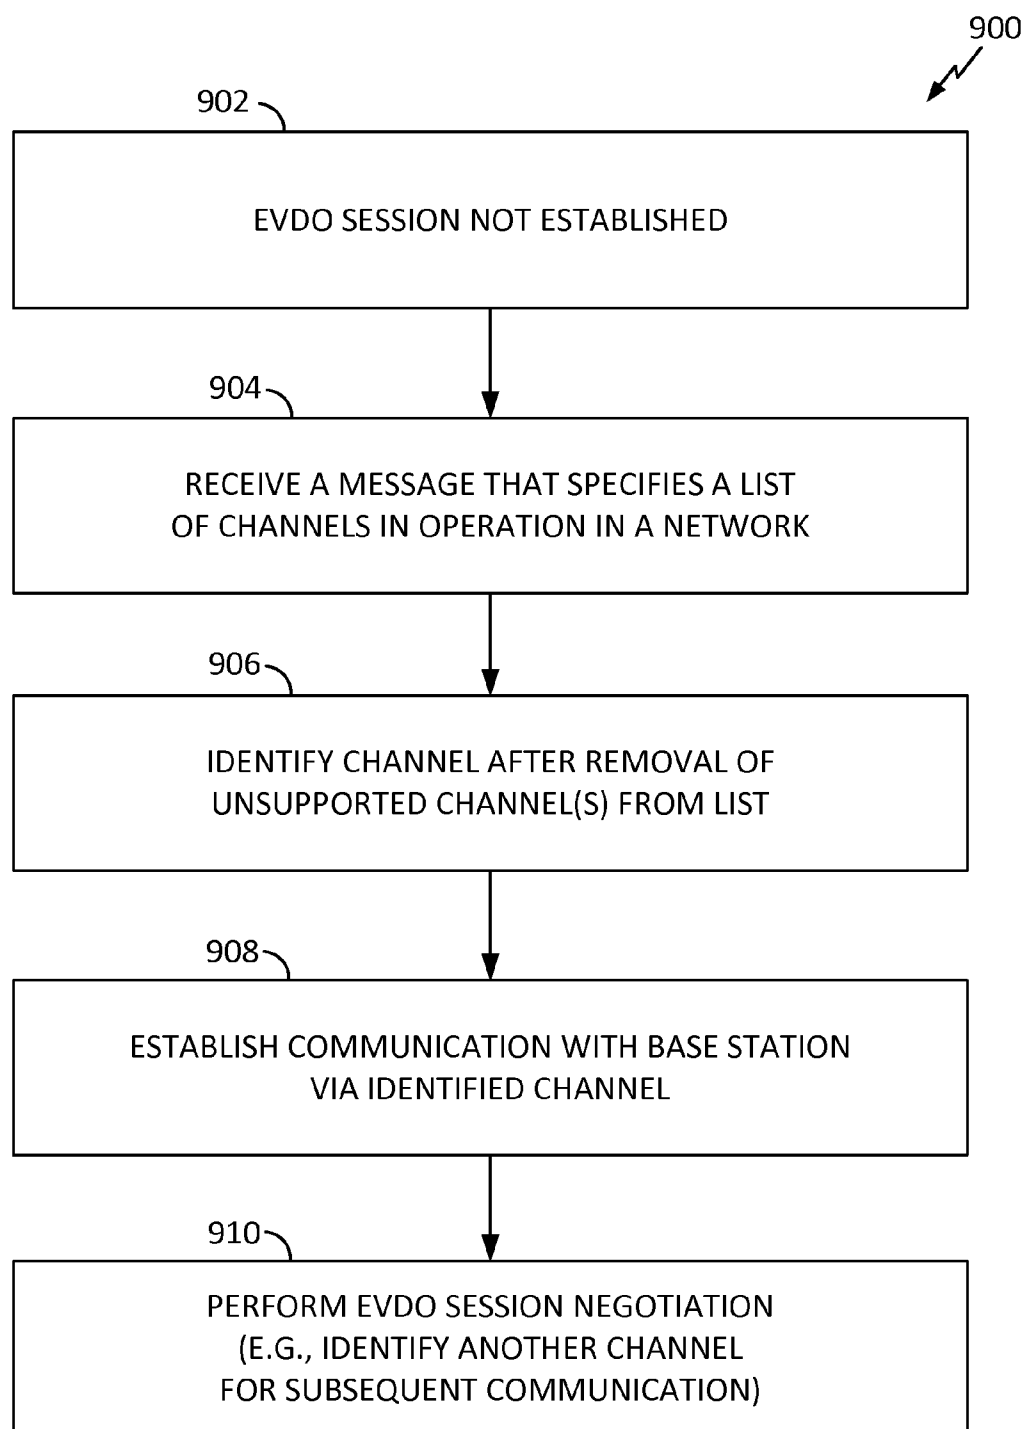 900
902
EVDO SESSION NOT ESTABLISHED
904
RECEIVE A MESSAGE THAT SPECIFIES A LIST
OF CHANNELS IN OPERATION IN A NETWORK
906
IDENTIFY CHANNEL AFTER REMOVAL OF
UNSUPPORTED CHANNEL(S) FROM LIST
908
ESTABLISH COMMUNICATION WITH BASE STATION
VIA IDENTIFIED CHANNEL
910
PERFORM EVDO SESSION NEGOTIATION
(E.G., IDENTIFY ANOTHER CHANNEL
FOR SUBSEQUENT COMMUNICATION)